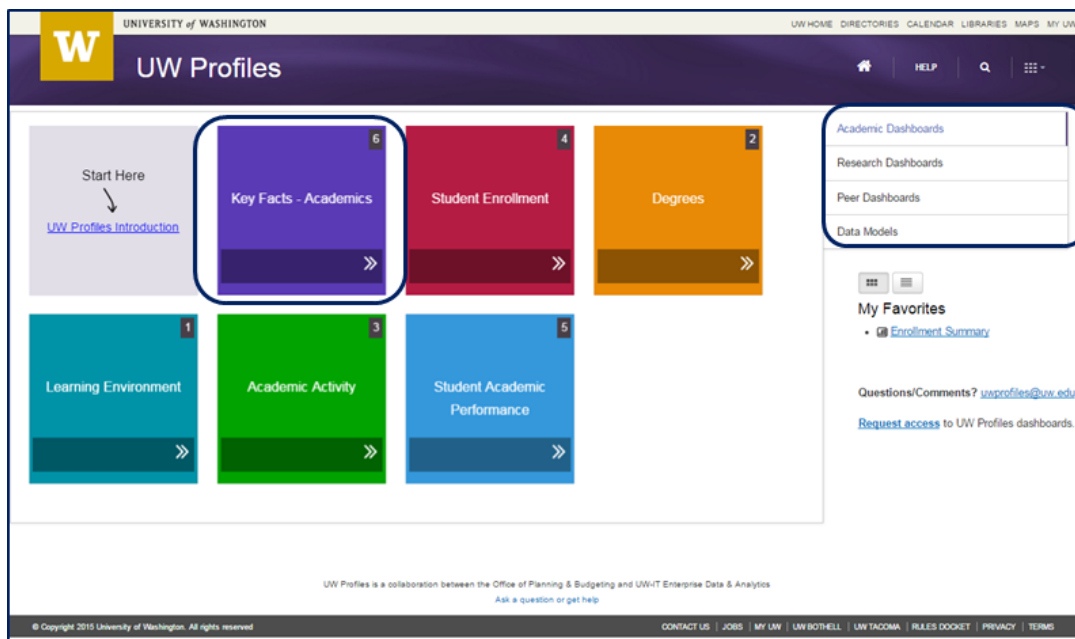 UNIVERSITY of WASHINGTON
UW HOME DIRECTORIES CALENDAR LIBRARIES MAPS MY UW
W
UW Profiles
HELP
Start Here
UW Profiles Introduction
6
Key Facts - Academics
4
Student Enrollment
2
Degrees
1
Learning Environment
3
Academic Activity
5
Student Academic
Performance
Academic Dashboards
Research Dashboards
Peer Dashboards
Data Models
My Favorites
Enrollment Summary
Questions/Comments? uwprofiles@uw.edu
Request access to UW Profiles dashboards.
UW Profiles is a collaboration between the Office of Planning & Budgeting and UW-IT Enterprise Data & Analytics
Ask a question or get help
© Copyright 2015 University of Washington. All rights reserved
CONTACT US | JOBS | MY UW | UW BOTHELL | UW TACOMA | RULES DOCKET | PRIVACY | TERMS